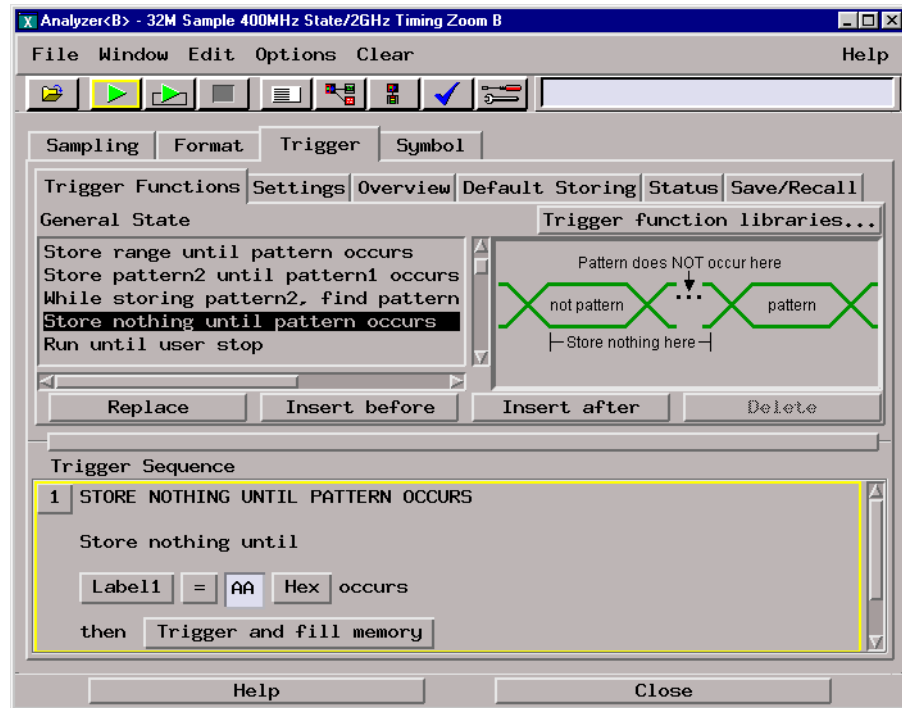 X Analyzer<B> - 32M Sample 400MHz State/2GHz Timing Zoom B
File Window Edit Options Clear Help
Sampling Format Trigger Symbol
Trigger Functions Settings Overview Default Storing Status Save/Recall
General State Trigger function libraries...
Store range until pattern occurs
Store pattern2 until pattern1 occurs
While storing pattern2, find pattern
Store nothing until pattern occurs
Run until user stop
Pattern does NOT occur here
not pattern ... pattern
Store nothing here
Replace Insert before Insert after Delete
Trigger Sequence
1 STORE NOTHING UNTIL PATTERN OCCURS
Store nothing until
Label1 = AA Hex occurs
then Trigger and fill memory
Help Close